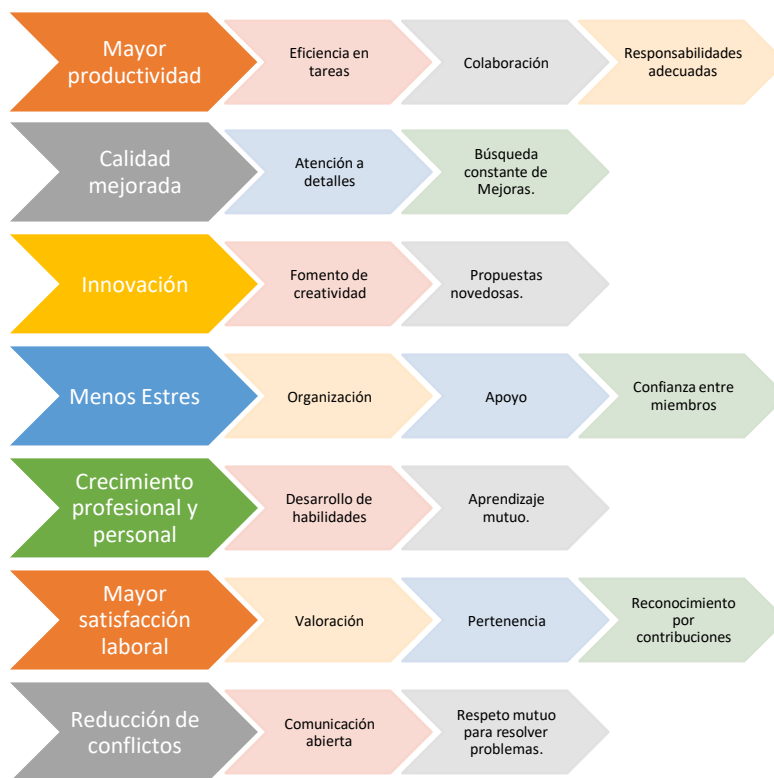 Mayor
productividad
Eficiencia en
tareas
Colaboración
Responsabilidades
adecuadas
Calidad
mejorada
Atención a
detalles
Búsqueda
constante de
Mejoras.
Innovación
Fomento de
creatividad
Propuestas
novedosas.
Menos Estres
Organización
Apoyo
Confianza entre
miembros
Crecimiento
profesional y
personal
Desarrollo de
habilidades
Aprendizaje
mutuo.
Mayor
satisfacción
laboral
Valoración
Pertenencia
Reconocimiento
por
contribuciones
Reducción de
conflictos
Comunicación
abierta
Respeto mutuo
para resolver
problemas.